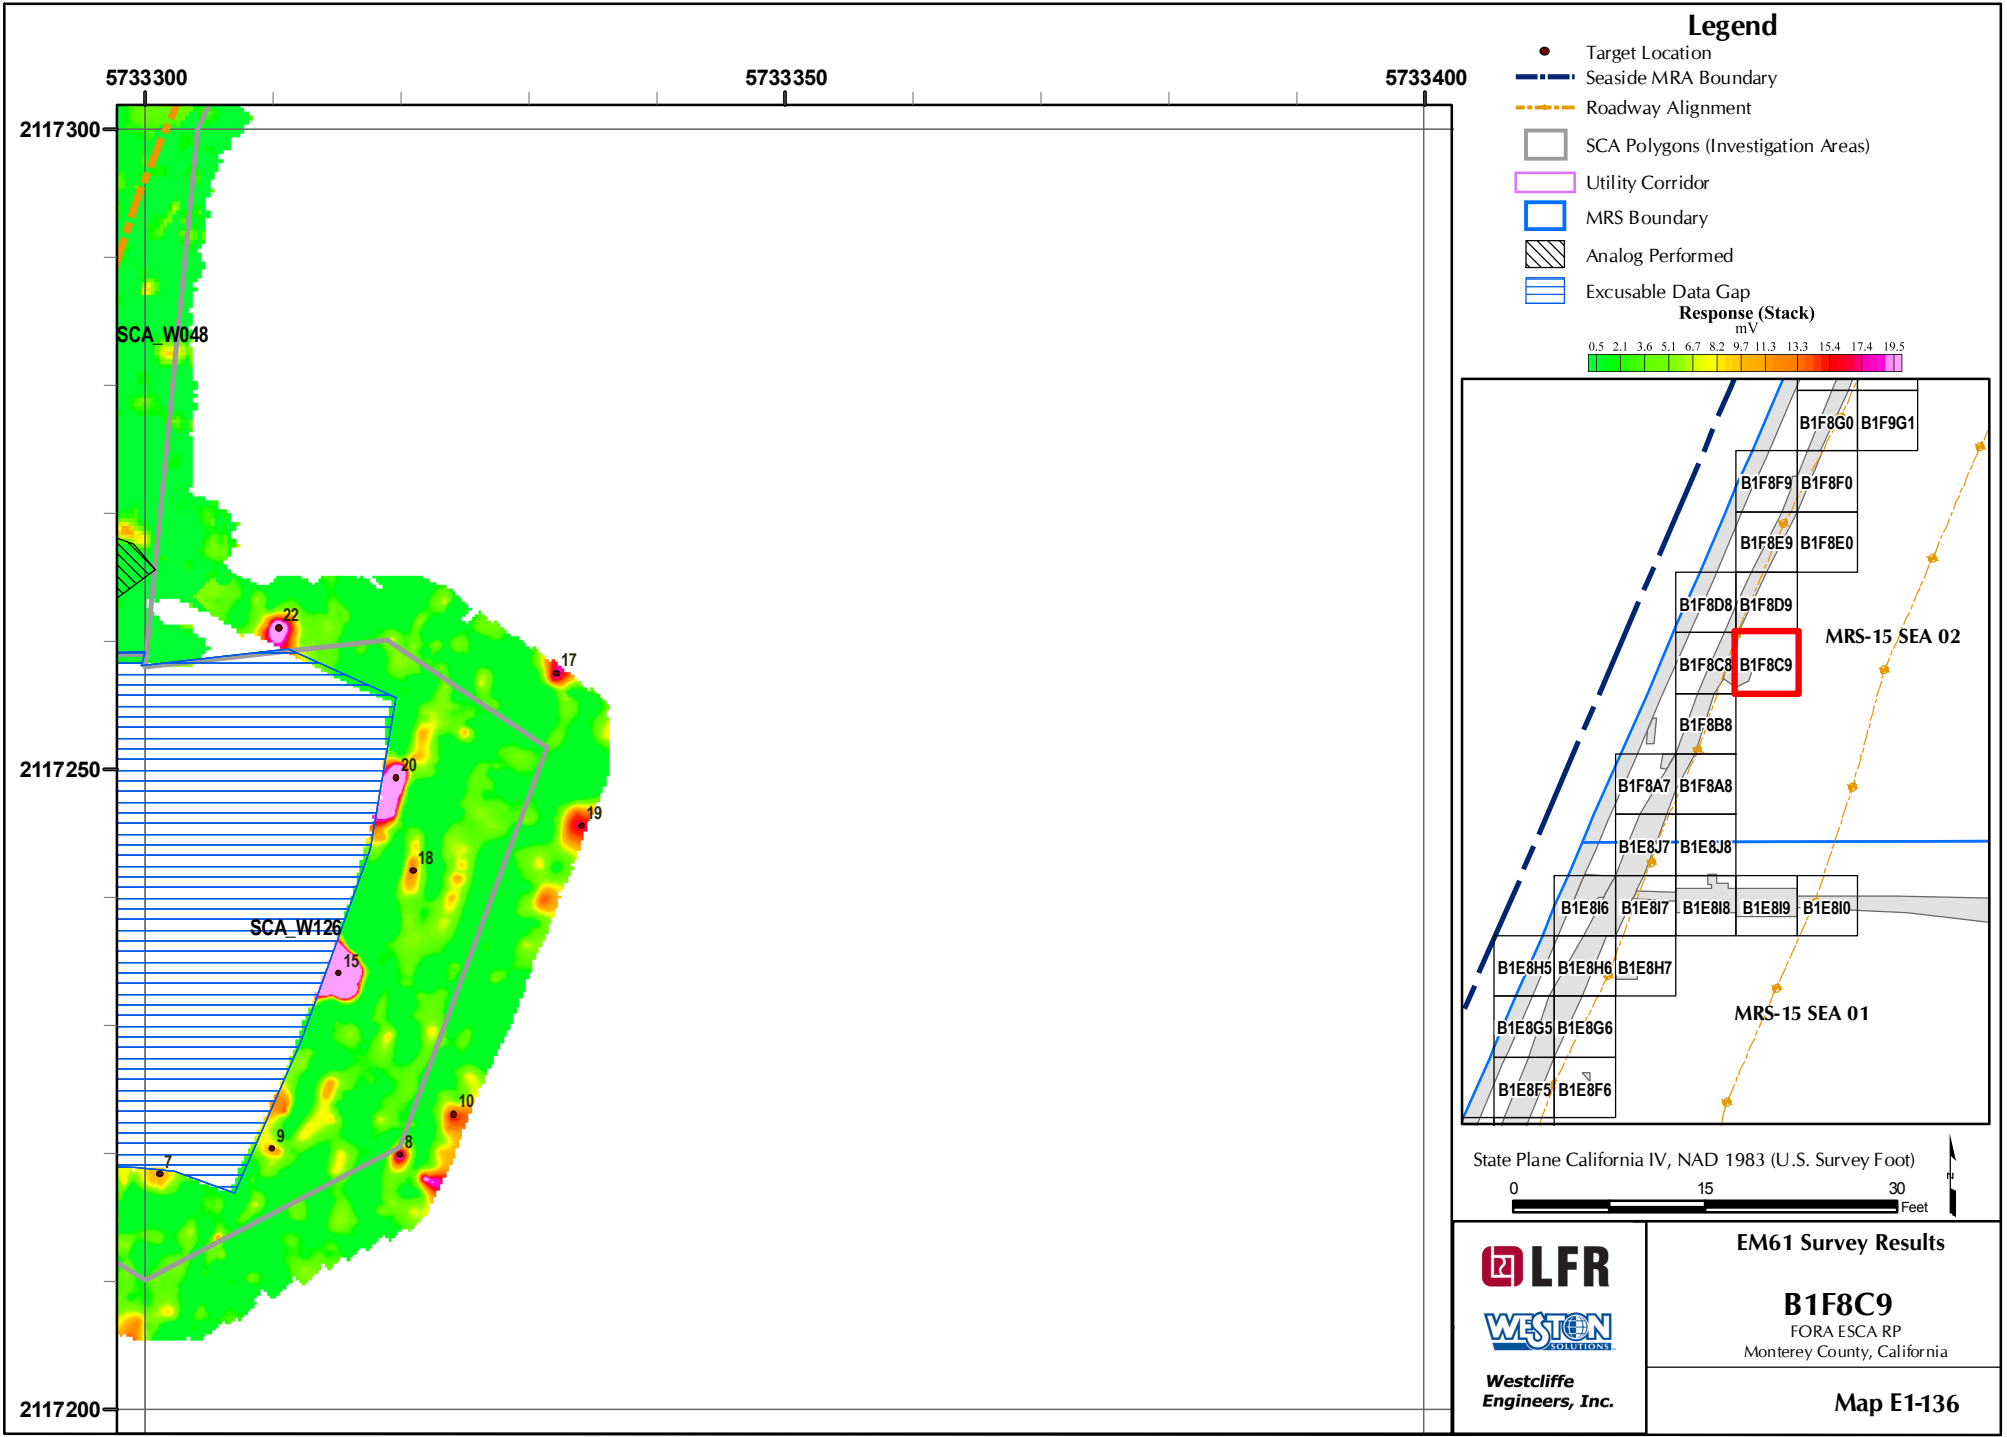 5733300
5733350
5733400
2117300
2117250
2117200
SCA_W048
SCA_W126
22
17
20
19
18
15
10
9
8
7
Legend
Target Location
Seaside MRA Boundary
Roadway Alignment
SCA Polygons (Investigation Areas)
Utility Corridor
MRS Boundary
Analog Performed
Excusable Data Gap
Response (Stack)
mV
0.5 2.1 3.6 5.1 6.7 8.2 9.7 11.3 13.3 15.4 17.4 19.5
B1F8G0 B1F9G1
B1F8F9 B1F8F0
B1F8E9 B1F8E0
B1F8D8 B1F8D9
MRS-15 SEA 02
B1F8C8 B1F8C9
B1F8B8
B1F8A7 B1F8A8
B1E8J7 B1E8J8
B1E8I6 B1E8I7 B1E8I8 B1E8I9 B1E8I0
B1E8H5 B1E8H6 B1E8H7
MRS-15 SEA 01
B1E8G5 B1E8G6
B1E8F5 B1E8F6
State Plane California IV, NAD 1983 (U.S. Survey Foot)
0 15 30
Feet
N
LFR
WESTON
SOLUTIONS
Westcliffe
Engineers, Inc.
EM61 Survey Results
B1F8C9
FORA ESCA RP
Monterey County, California
Map E1-136